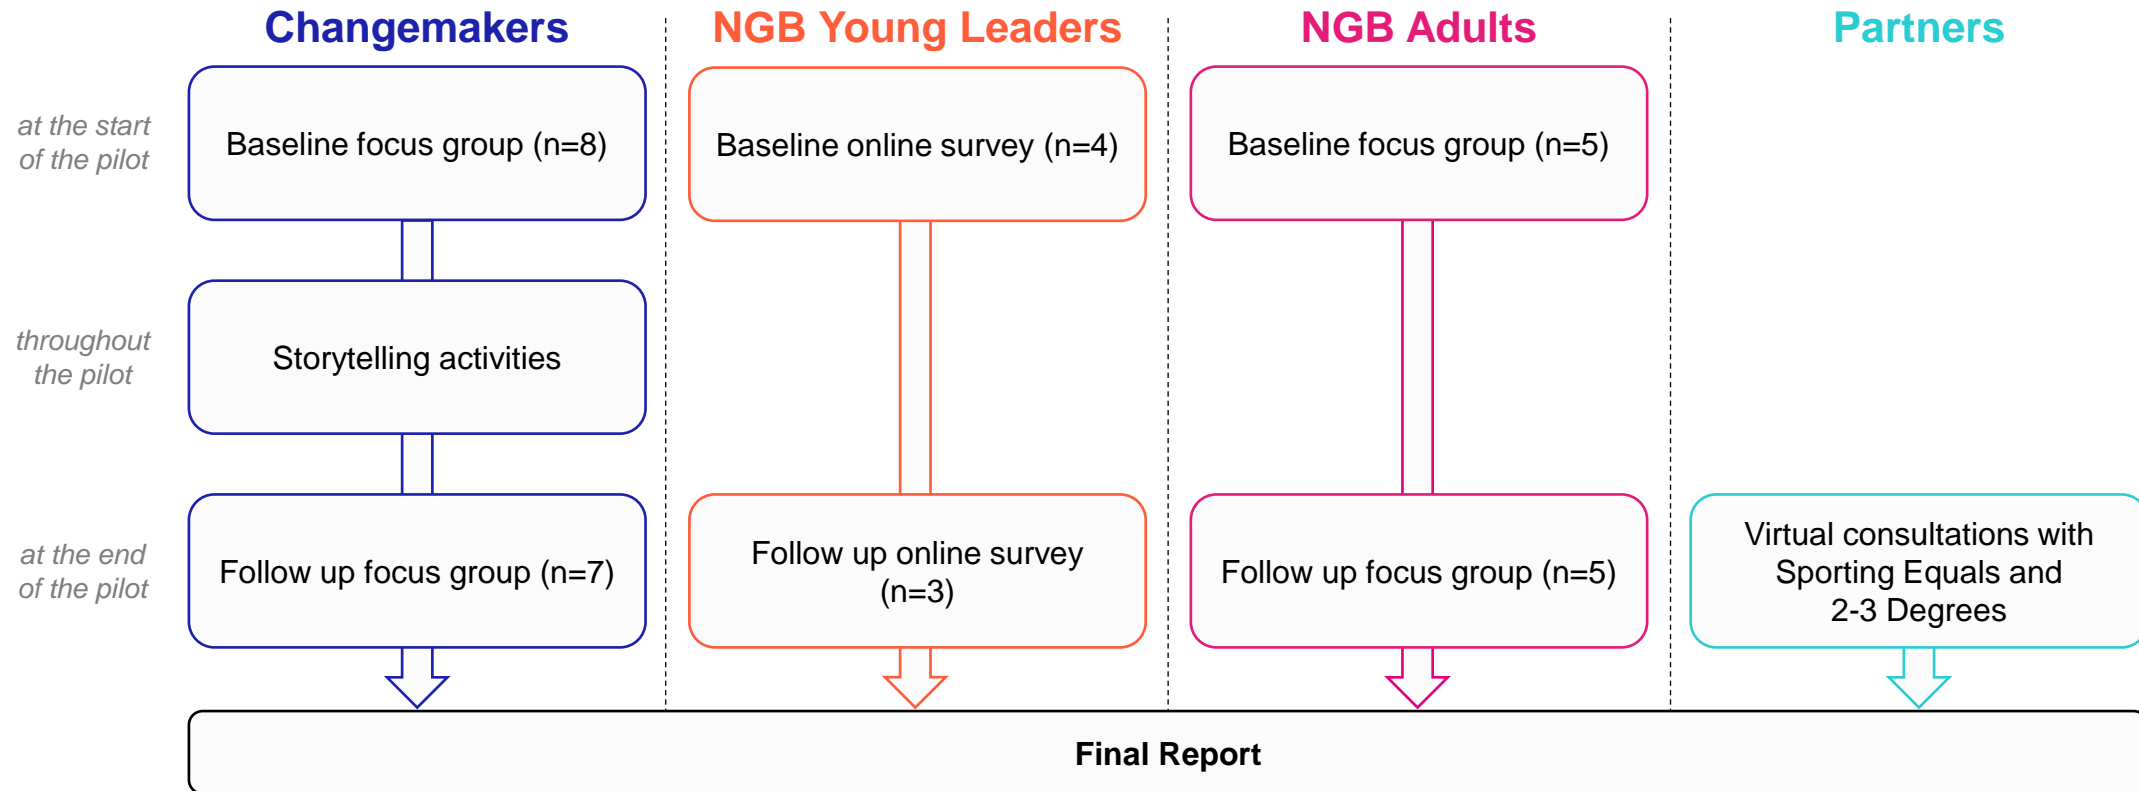 Changemakers
NGB Young Leaders
NGB Adults
Partners
at the start
of the pilot
Baseline focus group (n=8)
Baseline online survey (n=4)
Baseline focus group (n=5)
throughout
the pilot
Storytelling activities
at the end
of the pilot
Follow up focus group (n=7)
Follow up online survey
(n=3)
Follow up focus group (n=5)
Virtual consultations with
Sporting Equals and
2-3 Degrees
Final Report